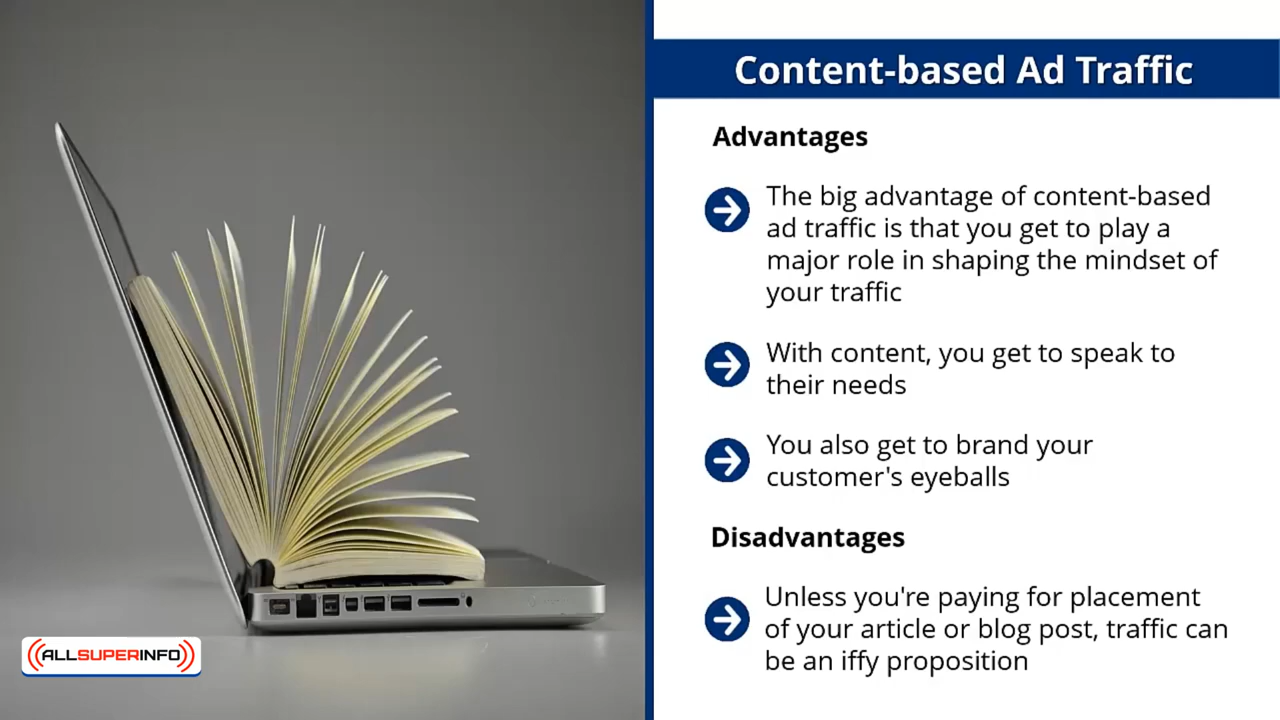 Content-based Ad Traffic
Advantages
The big advantage of content-based
ad traffic is that you get to play a
major role in shaping the mindset of
your traffic
With content, you get to speak to
their needs
You also get to brand your
customer's eyeballs
Disadvantages
Unless you're paying for placement
of your article or blog post, traffic can
be an iffy proposition
ALLSUPERINFO